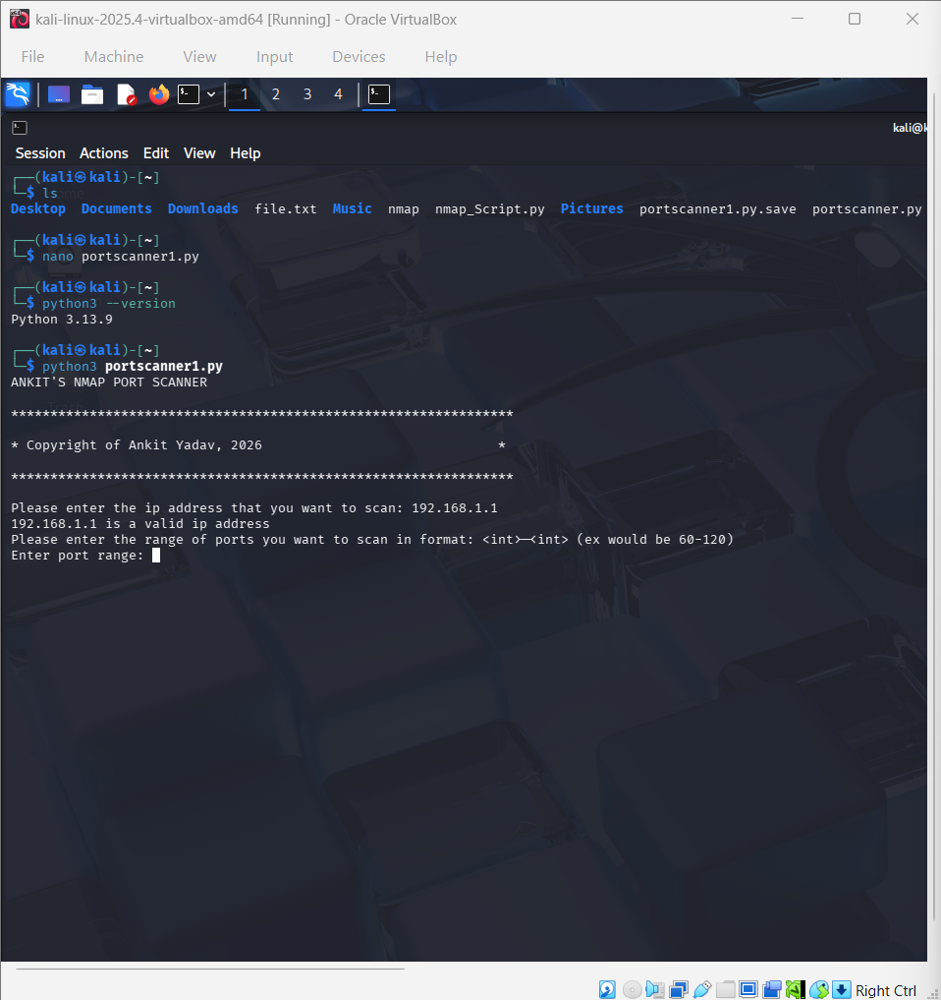 kali-linux-2025.4-virtualbox-amd64 [Running] - Oracle VirtualBox
File Machine View Input Devices Help
1 2 3 4
kali@k
Session Actions Edit View Help
┌──(kali㉿kali)-[~]
└─$ ls
Desktop Documents Downloads file.txt Music nmap nmap_Script.py Pictures portscanner1.py.save portscanner.py
┌──(kali㉿kali)-[~]
└─$ nano portscanner1.py
┌──(kali㉿kali)-[~]
└─$ python3 --version
Python 3.13.9
┌──(kali㉿kali)-[~]
└─$ python3 portscanner1.py
ANKIT'S NMAP PORT SCANNER
****************************************************************
* Copyright of Ankit Yadav, 2026 *
****************************************************************
Please enter the ip address that you want to scan: 192.168.1.1
192.168.1.1 is a valid ip address
Please enter the range of ports you want to scan in format: <int>-<int> (ex would be 60-120)
Enter port range:
Right Ctrl